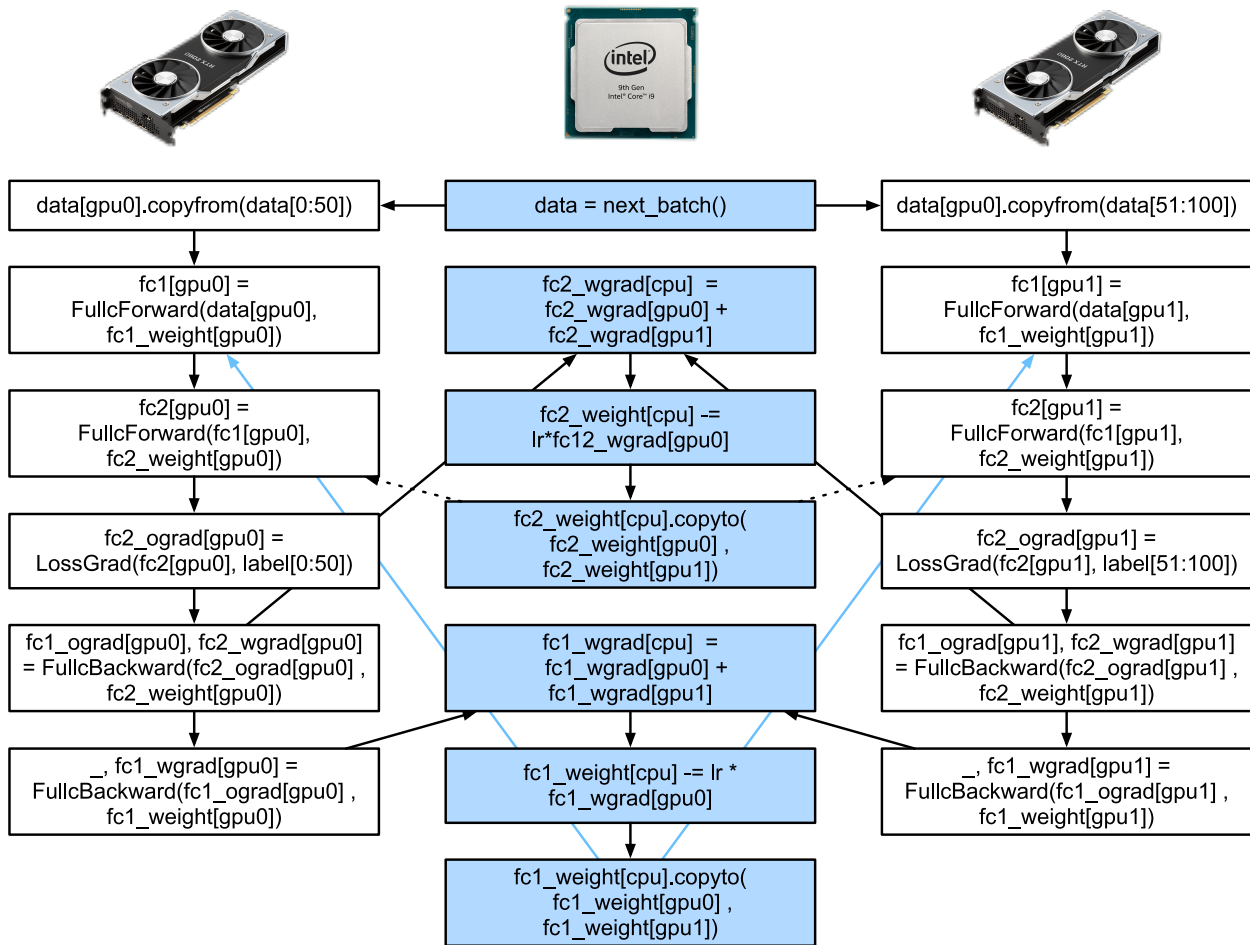 RTX 2080
intel
9th Gen
Intel® Core™ i9
RTX 2080
data[gpu0].copyfrom(data[0:50])
data = next_batch()
data[gpu0].copyfrom(data[51:100])
fc1[gpu0] =
FullcForward(data[gpu0],
fc1_weight[gpu0])
fc2_wgrad[cpu] =
fc2_wgrad[gpu0] +
fc2_wgrad[gpu1]
fc1[gpu1] =
FullcForward(data[gpu1],
fc1_weight[gpu1])
fc2[gpu0] =
FullcForward(fc1[gpu0],
fc2_weight[gpu0])
fc2_weight[cpu] -=
lr*fc12_wgrad[gpu0]
fc2[gpu1] =
FullcForward(fc1[gpu1],
fc2_weight[gpu1])
fc2_ograd[gpu0] =
LossGrad(fc2[gpu0], label[0:50])
fc2_weight[cpu].copyto(
fc2_weight[gpu0] ,
fc2_weight[gpu1])
fc2_ograd[gpu1] =
LossGrad(fc2[gpu1], label[51:100])
fc1_ograd[gpu0], fc2_wgrad[gpu0]
= FullcBackward(fc2_ograd[gpu0] ,
fc2_weight[gpu0])
fc1_wgrad[cpu] =
fc1_wgrad[gpu0] +
fc1_wgrad[gpu1]
fc1_ograd[gpu1], fc2_wgrad[gpu1]
= FullcBackward(fc2_ograd[gpu1] ,
fc2_weight[gpu1])
_, fc1_wgrad[gpu0] =
FullcBackward(fc1_ograd[gpu0] ,
fc1_weight[gpu0])
fc1_weight[cpu] -= lr *
fc1_wgrad[gpu0]
_, fc1_wgrad[gpu1] =
FullcBackward(fc1_ograd[gpu1] ,
fc1_weight[gpu1])
fc1_weight[cpu].copyto(
fc1_weight[gpu0] ,
fc1_weight[gpu1])